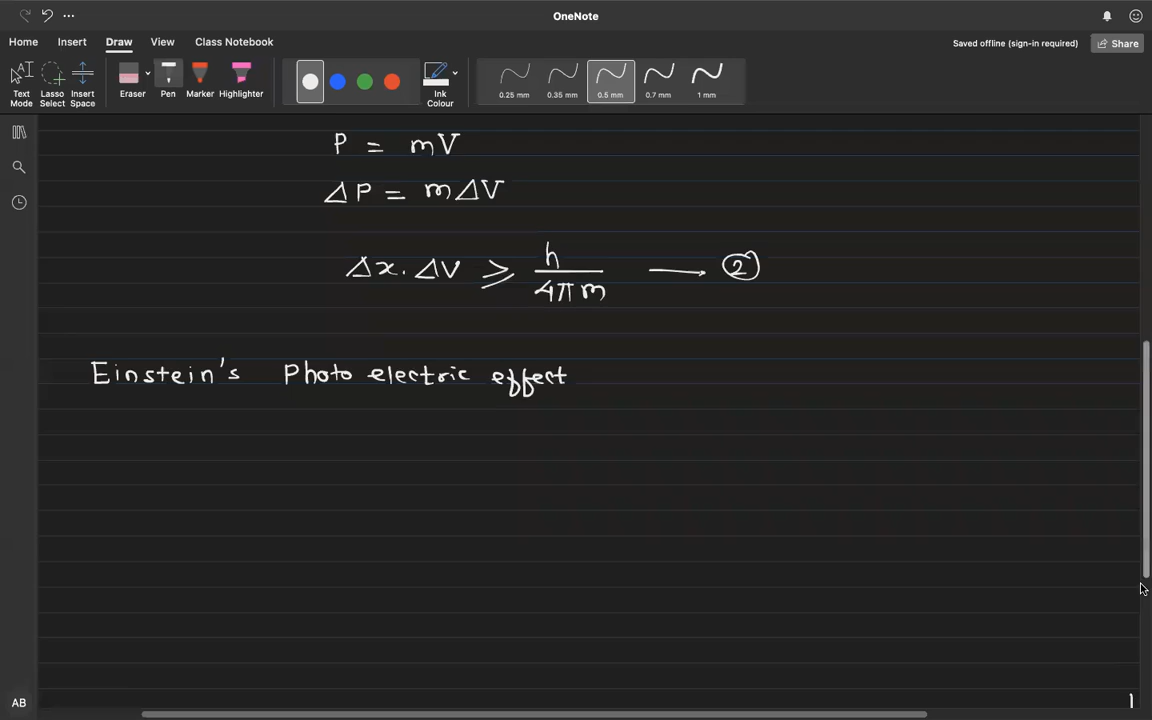 OneNote
Home Insert Draw View Class Notebook
Saved offline (sign-in required) Share
Text Mode
Lasso Select
Insert Space
Eraser
Pen
Marker
Highlighter
Ink Colour
0.25 mm
0.35 mm
0.5 mm
0.7 mm
1 mm
P = mV
ΔP = mΔV
Δx. ΔV ⩾ h / 4πm → ②
Einstein's Photo electric effect
AB